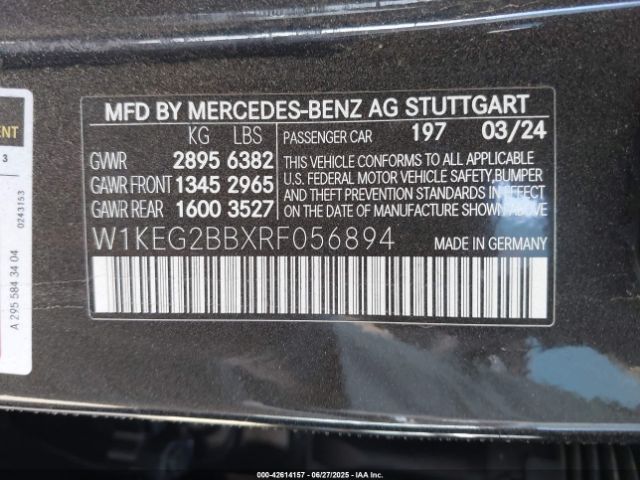 MFD BY MERCEDES-BENZ AG STUTTGART
KG LBS
GVWR 2895 6382
GAWR FRONT 1345 2965
GAWR REAR 1600 3527
PASSENGER CAR 197 03/24
THIS VEHICLE CONFORMS TO ALL APPLICABLE
U.S. FEDERAL MOTOR VEHICLE SAFETY,BUMPER
AND THEFT PREVENTION STANDARDS IN EFFECT
ON THE DATE OF MANUFACTURE SHOWN ABOVE.
W1KEG2BBXRF056894
MADE IN GERMANY
ENT
3
0243153
A 295 584 34 04
000-42614157 | 06/27/2025 - IAA Inc.